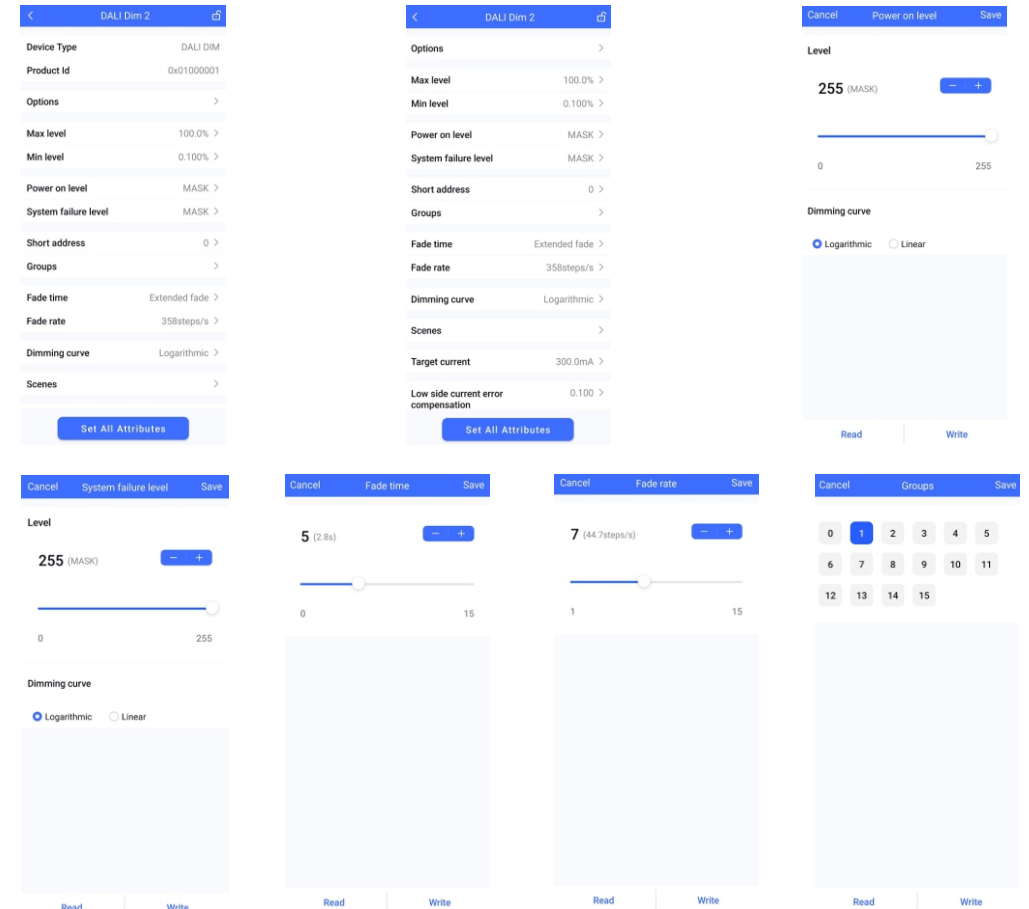 DALI Dim 2
Device Type DALI DIM
Product Id 0x01000001
Options
Max level 100.0%
Min level 0.100%
Power on level MASK
System failure level MASK
Short address 0
Groups
Fade time Extended fade
Fade rate 358steps/s
Dimming curve Logarithmic
Scenes
Set All Attributes
DALI Dim 2
Options
Max level 100.0%
Min level 0.100%
Power on level MASK
System failure level MASK
Short address 0
Groups
Fade time Extended fade
Fade rate 358steps/s
Dimming curve Logarithmic
Scenes
Target current 300.0mA
Low side current error 0.100
compensation
Set All Attributes
Cancel Power on level Save
Level
255 (MASK) − +
0 255
Dimming curve
Logarithmic Linear
Read Write
Cancel System failure level Save
Level
255 (MASK) − +
0 255
Dimming curve
Logarithmic Linear
Read Write
Cancel Fade time Save
5 (2.8s) − +
0 15
Read Write
Cancel Fade rate Save
7 (44.7steps/s) − +
1 15
Read Write
Cancel Groups Save
0 1 2 3 4 5
6 7 8 9 10 11
12 13 14 15
Read Write